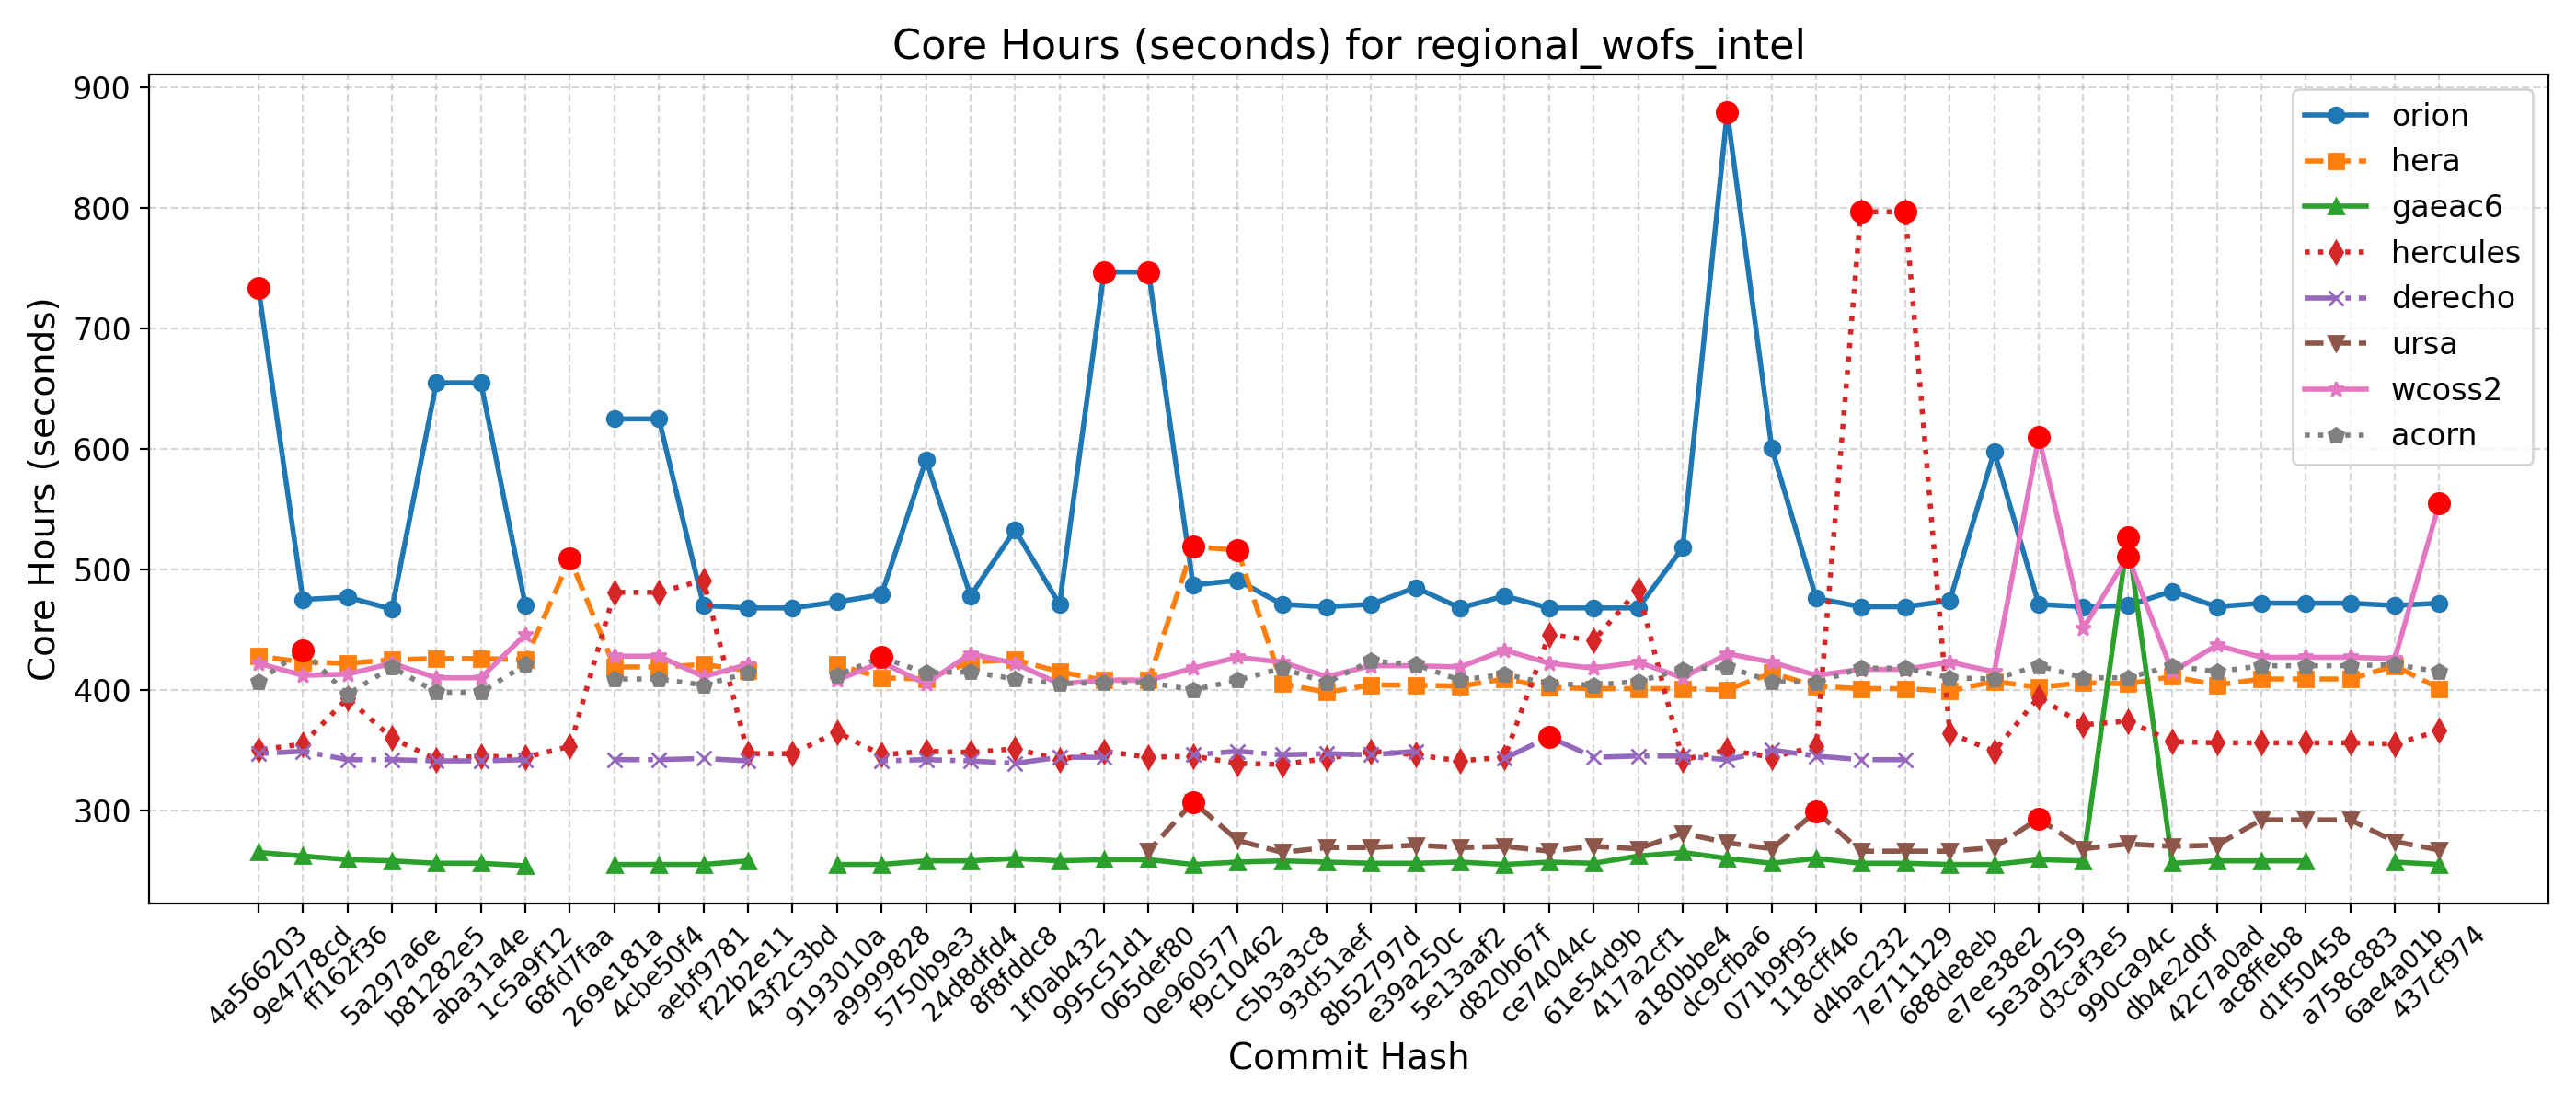 Core Hours (seconds) for regional_wofs_intel
Core Hours (seconds)
900
800
700
600
500
400
300
orion
hera
gaeac6
hercules
derecho
ursa
wcoss2
acorn
4a566203
9e4778cd
ff162f36
5a297a6e
b81282e5
aba31a4e
1c5a9f12
68fd7faa
269e181a
4cbe50f4
aebf9781
f22b2e11
43f2c3bd
9193010a
a9999828
5750b9e3
24d8dfd4
8f8fddc8
1f0ab432
995c51d1
065def80
0e960577
f9c10462
c5b3a3c8
93d51aef
8b52797d
e39a250c
5e13aaf2
d820b67f
ce74044c
61e54d9b
417a2cf1
a180bbe4
dc9cfba6
071b9f95
118cff46
d4bac232
7e711129
688de8eb
e7ee38e2
5e3a9259
d3caf3e5
990ca94c
db4e2d0f
42c7a0ad
ac8ffeb8
d1f50458
a758c883
6ae4a01b
437cf974
Commit Hash